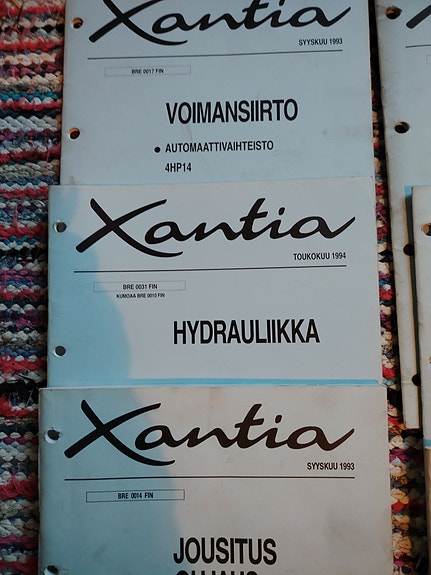 Xantia
SYYSKUU 1993
BRE 0017 FIN
VOIMANSIIRTO
• AUTOMAATTIVAIHTEISTO
4HP14
Xantia
TOUKOKUU 1994
BRE 0031 FIN
KUMOAA BRE 0010 FIN
HYDRAULIIKKA
Xantia
SYYSKUU 1993
BRE 0014 FIN
JOUSITUS